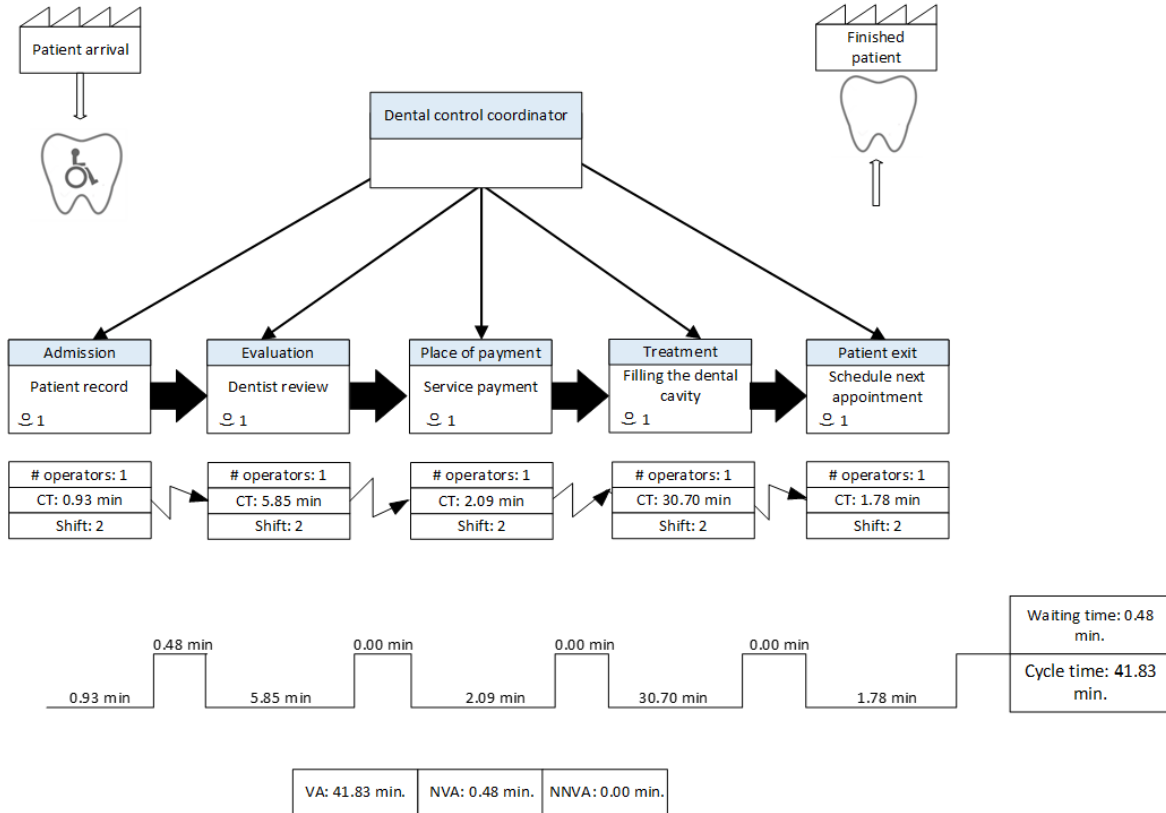 Patient arrival
Finished
patient
Dental control coordinator
Admission
Patient record
1
Evaluation
Dentist review
1
Place of payment
Service payment
1
Treatment
Filling the dental
cavity
1
Patient exit
Schedule next
appointment
1
# operators: 1
CT: 0.93 min
Shift: 2
# operators: 1
CT: 5.85 min
Shift: 2
# operators: 1
CT: 2.09 min
Shift: 2
# operators: 1
CT: 30.70 min
Shift: 2
# operators: 1
CT: 1.78 min
Shift: 2
0.48 min
0.00 min
0.00 min
0.00 min
0.93 min
5.85 min
2.09 min
30.70 min
1.78 min
Waiting time: 0.48
min.
Cycle time: 41.83
min.
VA: 41.83 min.
NVA: 0.48 min.
NNVA: 0.00 min.